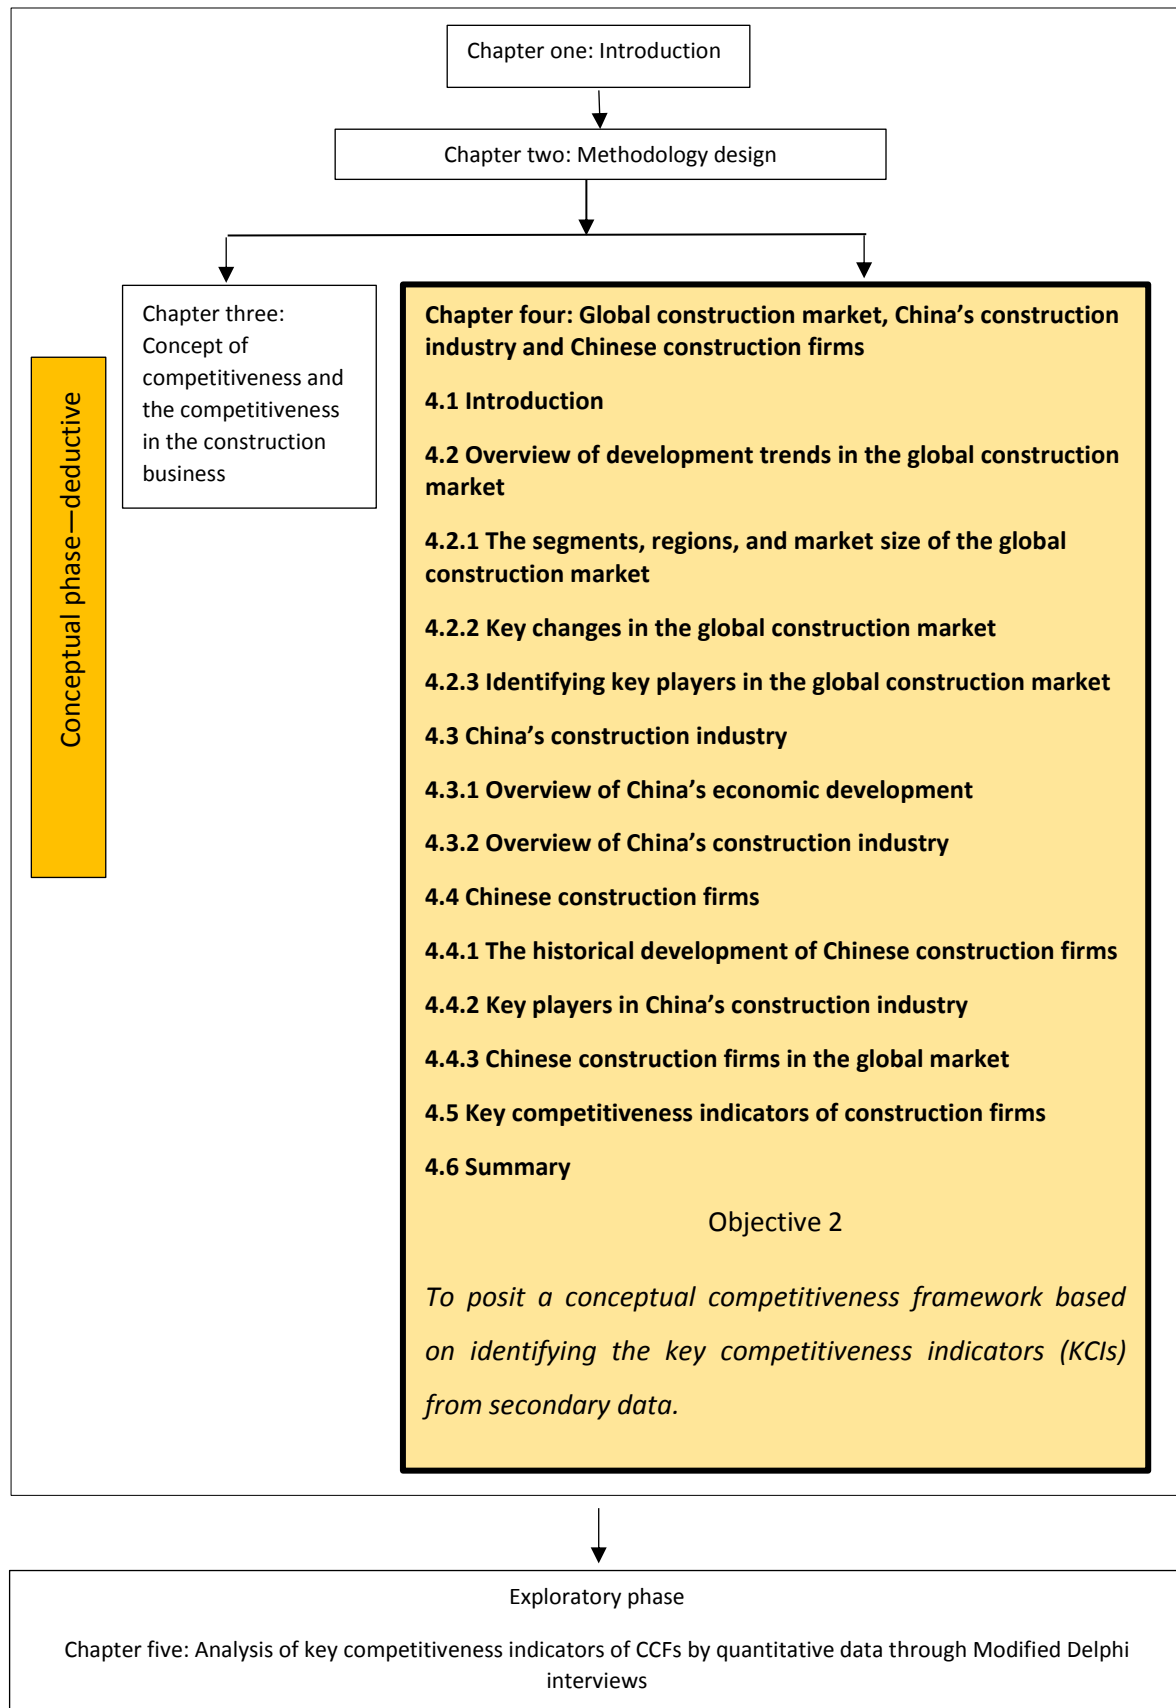 Chapter one: Introduction
Chapter two: Methodology design
Conceptual phase—deductive
Chapter three:
Concept of
competitiveness and
the competitiveness
in the construction
business
Chapter four: Global construction market, China’s construction
industry and Chinese construction firms
4.1 Introduction
4.2 Overview of development trends in the global construction
market
4.2.1 The segments, regions, and market size of the global
construction market
4.2.2 Key changes in the global construction market
4.2.3 Identifying key players in the global construction market
4.3 China’s construction industry
4.3.1 Overview of China’s economic development
4.3.2 Overview of China’s construction industry
4.4 Chinese construction firms
4.4.1 The historical development of Chinese construction firms
4.4.2 Key players in China’s construction industry
4.4.3 Chinese construction firms in the global market
4.5 Key competitiveness indicators of construction firms
4.6 Summary
Objective 2
To posit a conceptual competitiveness framework based
on identifying the key competitiveness indicators (KCIs)
from secondary data.
Exploratory phase
Chapter five: Analysis of key competitiveness indicators of CCFs by quantitative data through Modified Delphi
interviews